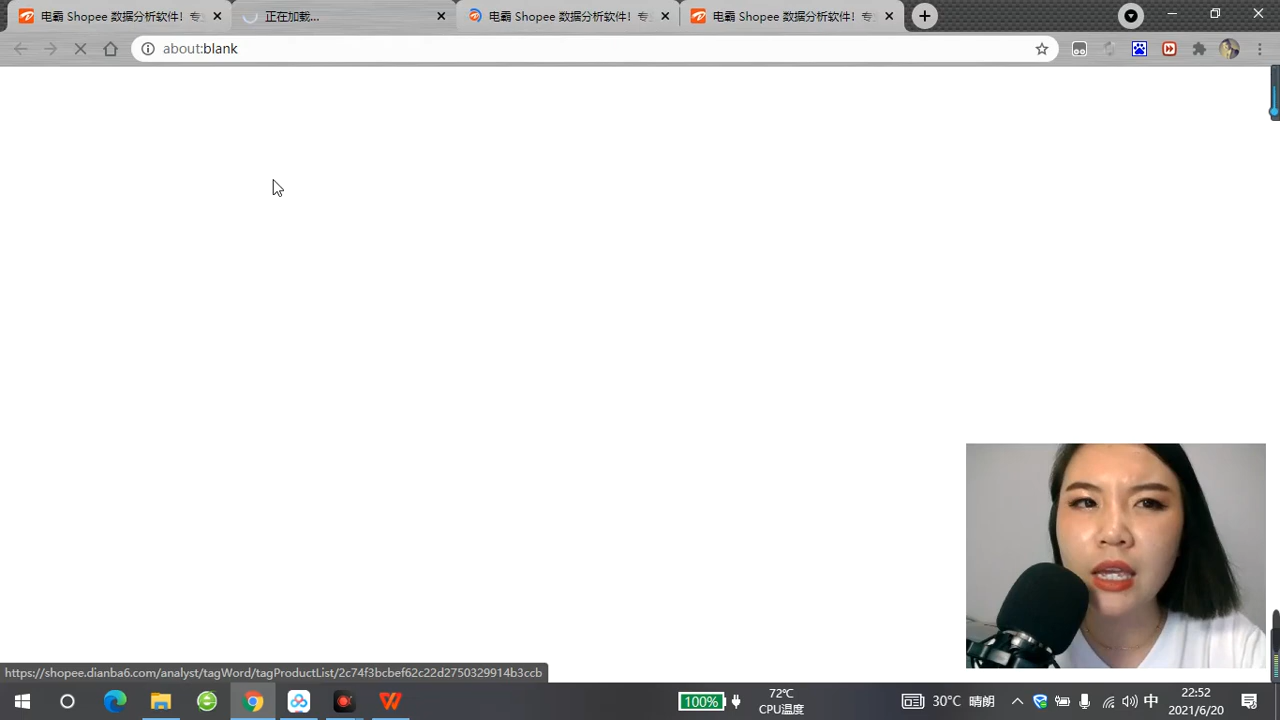 电霸 Shopee 数据分析软件! 专
正在加载...
电霸 Shopee 数据分析软件! 专
电霸 Shopee 数据分析软件! 专
about:blank
https://shopee.dianba6.com/analyst/tagWord/tagProductList/2c74f3bcbef62c22d2750329914b3ccb
100%
72℃
CPU温度
30°C 晴朗
中
22:52
2021/6/20